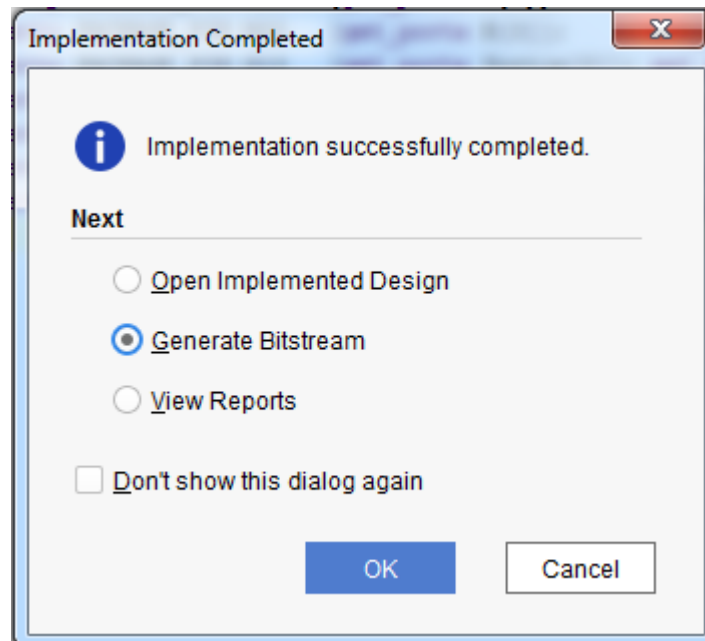 Implementation Completed
Implementation successfully completed.
Next
Open Implemented Design
Generate Bitstream
View Reports
Don't show this dialog again
OK
Cancel